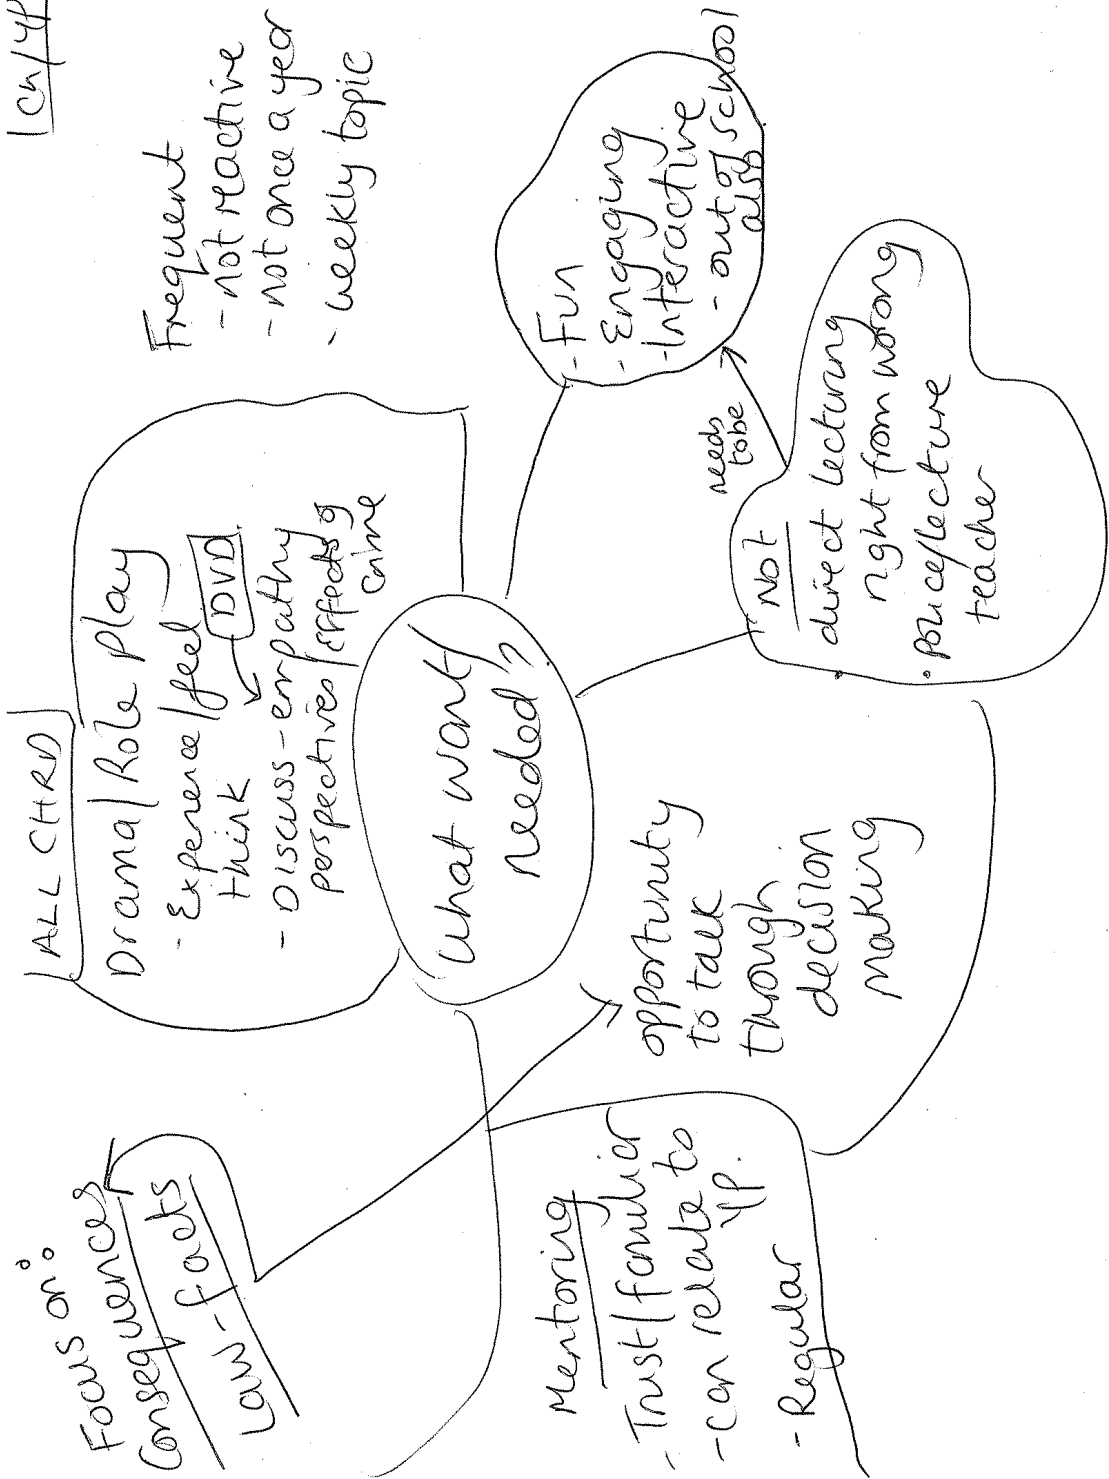 CH/YP
ALL CHRD
Drama/Role Play
- Experience/feel
think
DVD
- Discuss - empathy
perspectives/effects of
crime
Frequent
- not reactive
- not once a year
- weekly topic
Focus on:
Consequences
Law - facts
What want/
needed?
- Fun
- Engaging
- Interactive
- out of school
also
needs
to be
Not
• direct lecturing
right from wrong
• police/lecture
teacher
opportunity
to talk
through
decision
making
Mentoring
- Trust/familiar
- can relate to
YP.
- Regular